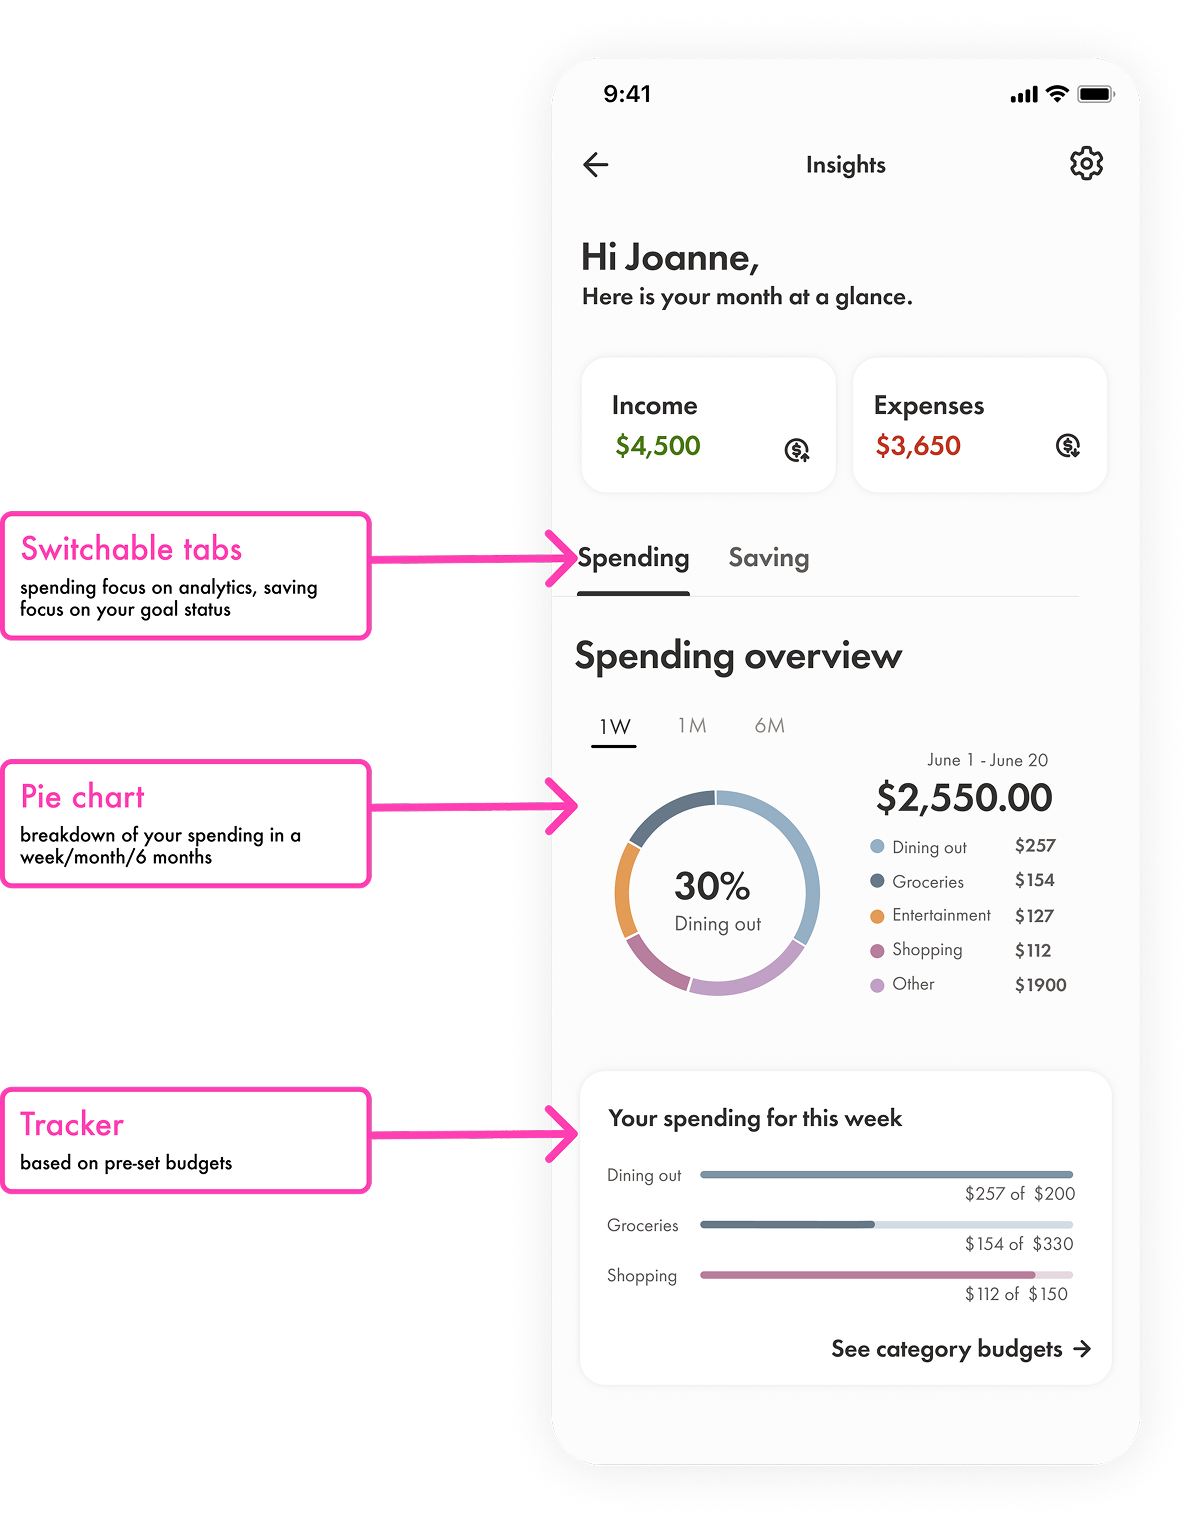 9:41
Insights
Hi Joanne,
Here is your month at a glance.
Income
$4,500
Expenses
$3,650
Switchable tabs
spending focus on analytics, saving
focus on your goal status
Spending
Saving
Spending overview
1W
1M
6M
Pie chart
breakdown of your spending in a
week/month/6 months
June 1 - June 20
$2,550.00
30%
Dining out
Dining out $257
Groceries $154
Entertainment $127
Shopping $112
Other $1900
Tracker
based on pre-set budgets
Your spending for this week
Dining out
$257 of $200
Groceries
$154 of $330
Shopping
$112 of $150
See category budgets